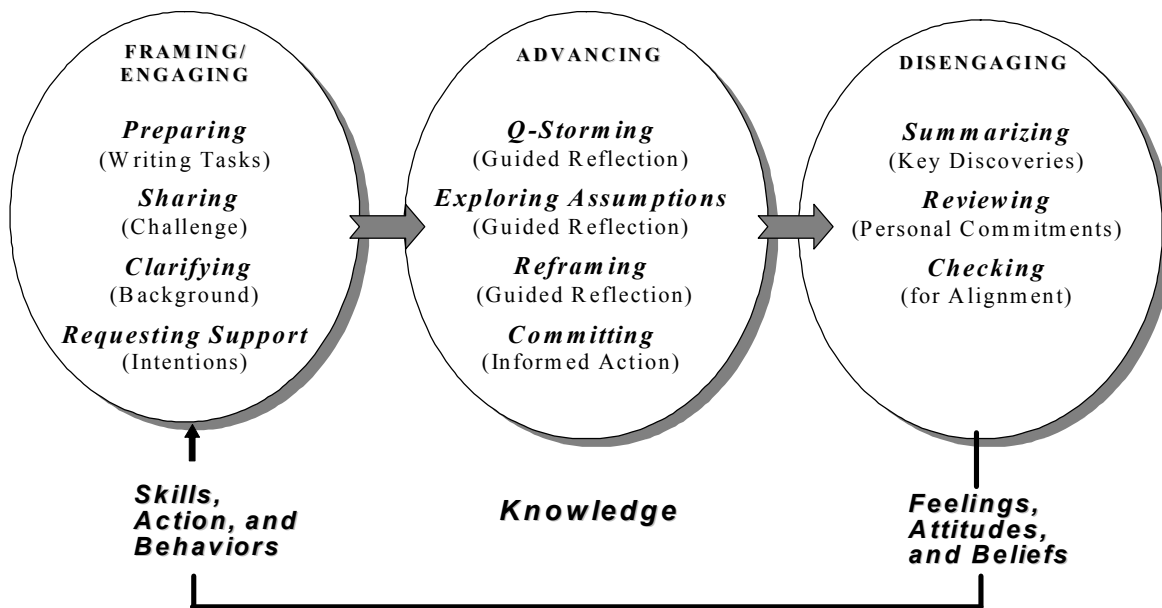 FRAMING/
ENGAGING
Preparing
(Writing Tasks)
Sharing
(Challenge)
Clarifying
(Background)
Requesting Support
(Intentions)
ADVANCING
Q-Storming
(Guided Reflection)
Exploring Assumptions
(Guided Reflection)
Reframing
(Guided Reflection)
Committing
(Informed Action)
DISENGAGING
Summarizing
(Key Discoveries)
Reviewing
(Personal Commitments)
Checking
(for Alignment)
Skills,
Action, and
Behaviors
Knowledge
Feelings,
Attitudes,
and Beliefs